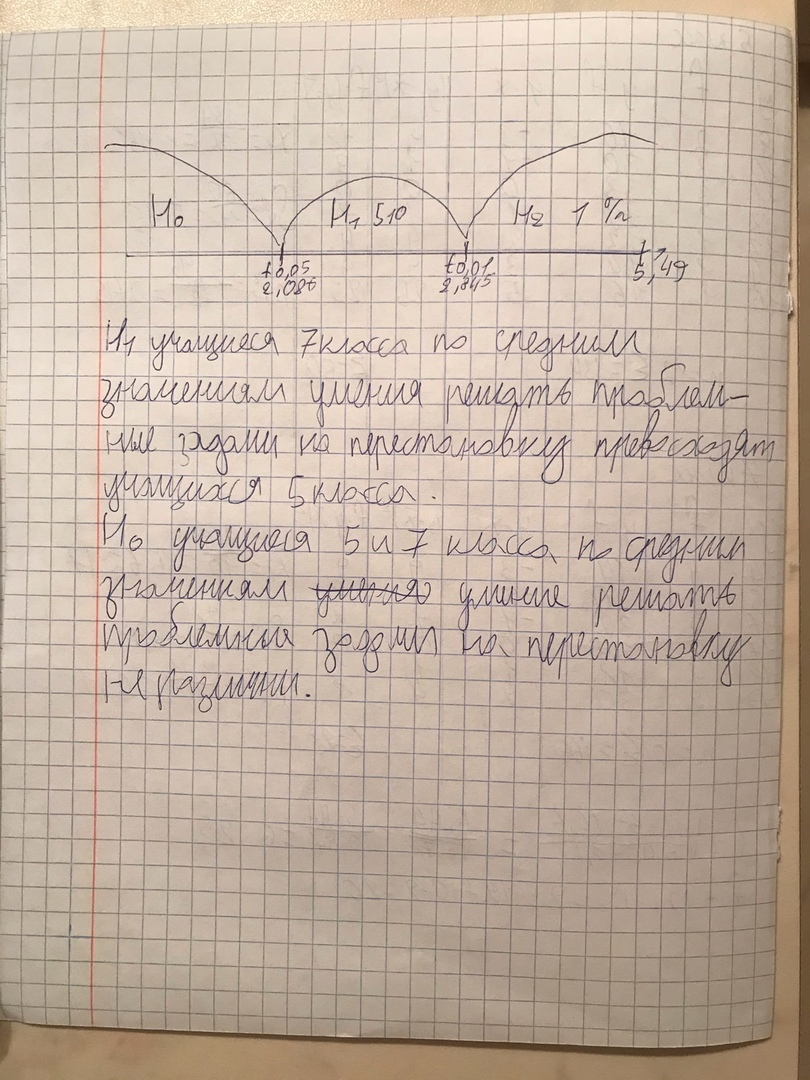 H₀ H₁ 5% H₂ 1 %
t0,05 t0,01 t
2,086 2,845 5,49
H₁ учащиеся 7 класса по средним
значениям умения решать проблем-
ные задачи на перестановку превосходят
учащихся 5 класса.
H₀ учащиеся 5 и 7 класса по средним
значениям умения умение решать
проблемные задачи на перестановку
не различны.